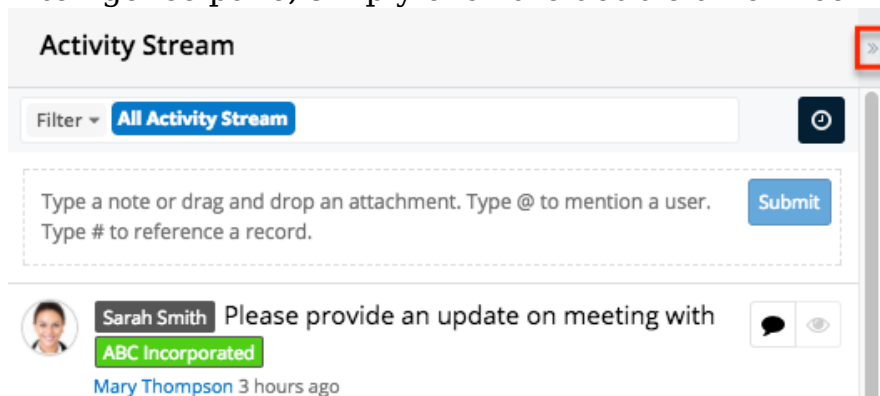 Activity Stream
»
Filter All Activity Stream
Type a note or drag and drop an attachment. Type @ to mention a user.
Type # to reference a record.
Submit
Sarah Smith Please provide an update on meeting with
ABC Incorporated
Mary Thompson 3 hours ago